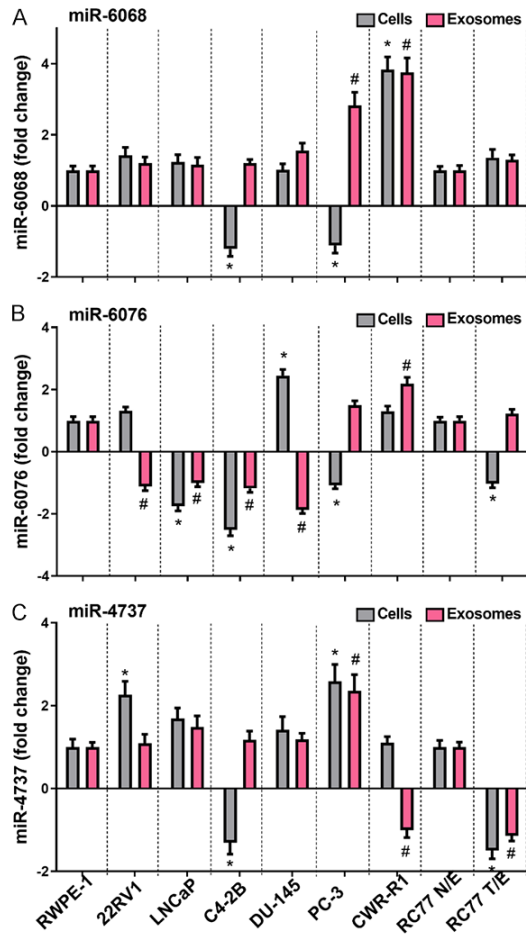 A
miR-6068
Cells
Exosomes
miR-6068 (fold change)
4
2
0
-2
*
*
#
*
#
B
miR-6076
Cells
Exosomes
miR-6076 (fold change)
4
2
0
-2
-4
#
*
#
*
#
*
#
*
#
*
C
miR-4737
Cells
Exosomes
miR-4737 (fold change)
4
2
0
-2
*
*
*
#
#
*
#
RWPE-1
22RV1
LNCaP
C4-2B
DU-145
PC-3
CWR-R1
RC77 N/E
RC77 T/E